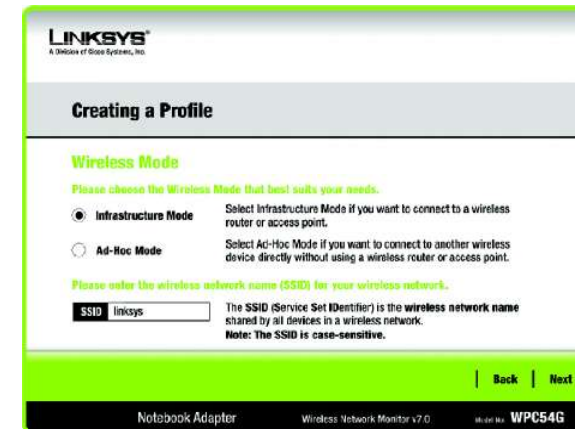 LINKSYS®
A Division of Cisco Systems, Inc.
Creating a Profile
Wireless Mode
Please choose the Wireless Mode that best suits your needs.
Infrastructure Mode
Select Infrastructure Mode if you want to connect to a wireless
router or access point.
Ad-Hoc Mode
Select Ad-Hoc Mode if you want to connect to another wireless
device directly without using a wireless router or access point.
Please enter the wireless network name (SSID) for your wireless network.
SSID linksys
The SSID (Service Set IDentifier) is the wireless network name
shared by all devices in a wireless network.
Note: The SSID is case-sensitive.
Back | Next
Notebook Adapter Wireless Network Monitor v7.0 Model No. WPC54G